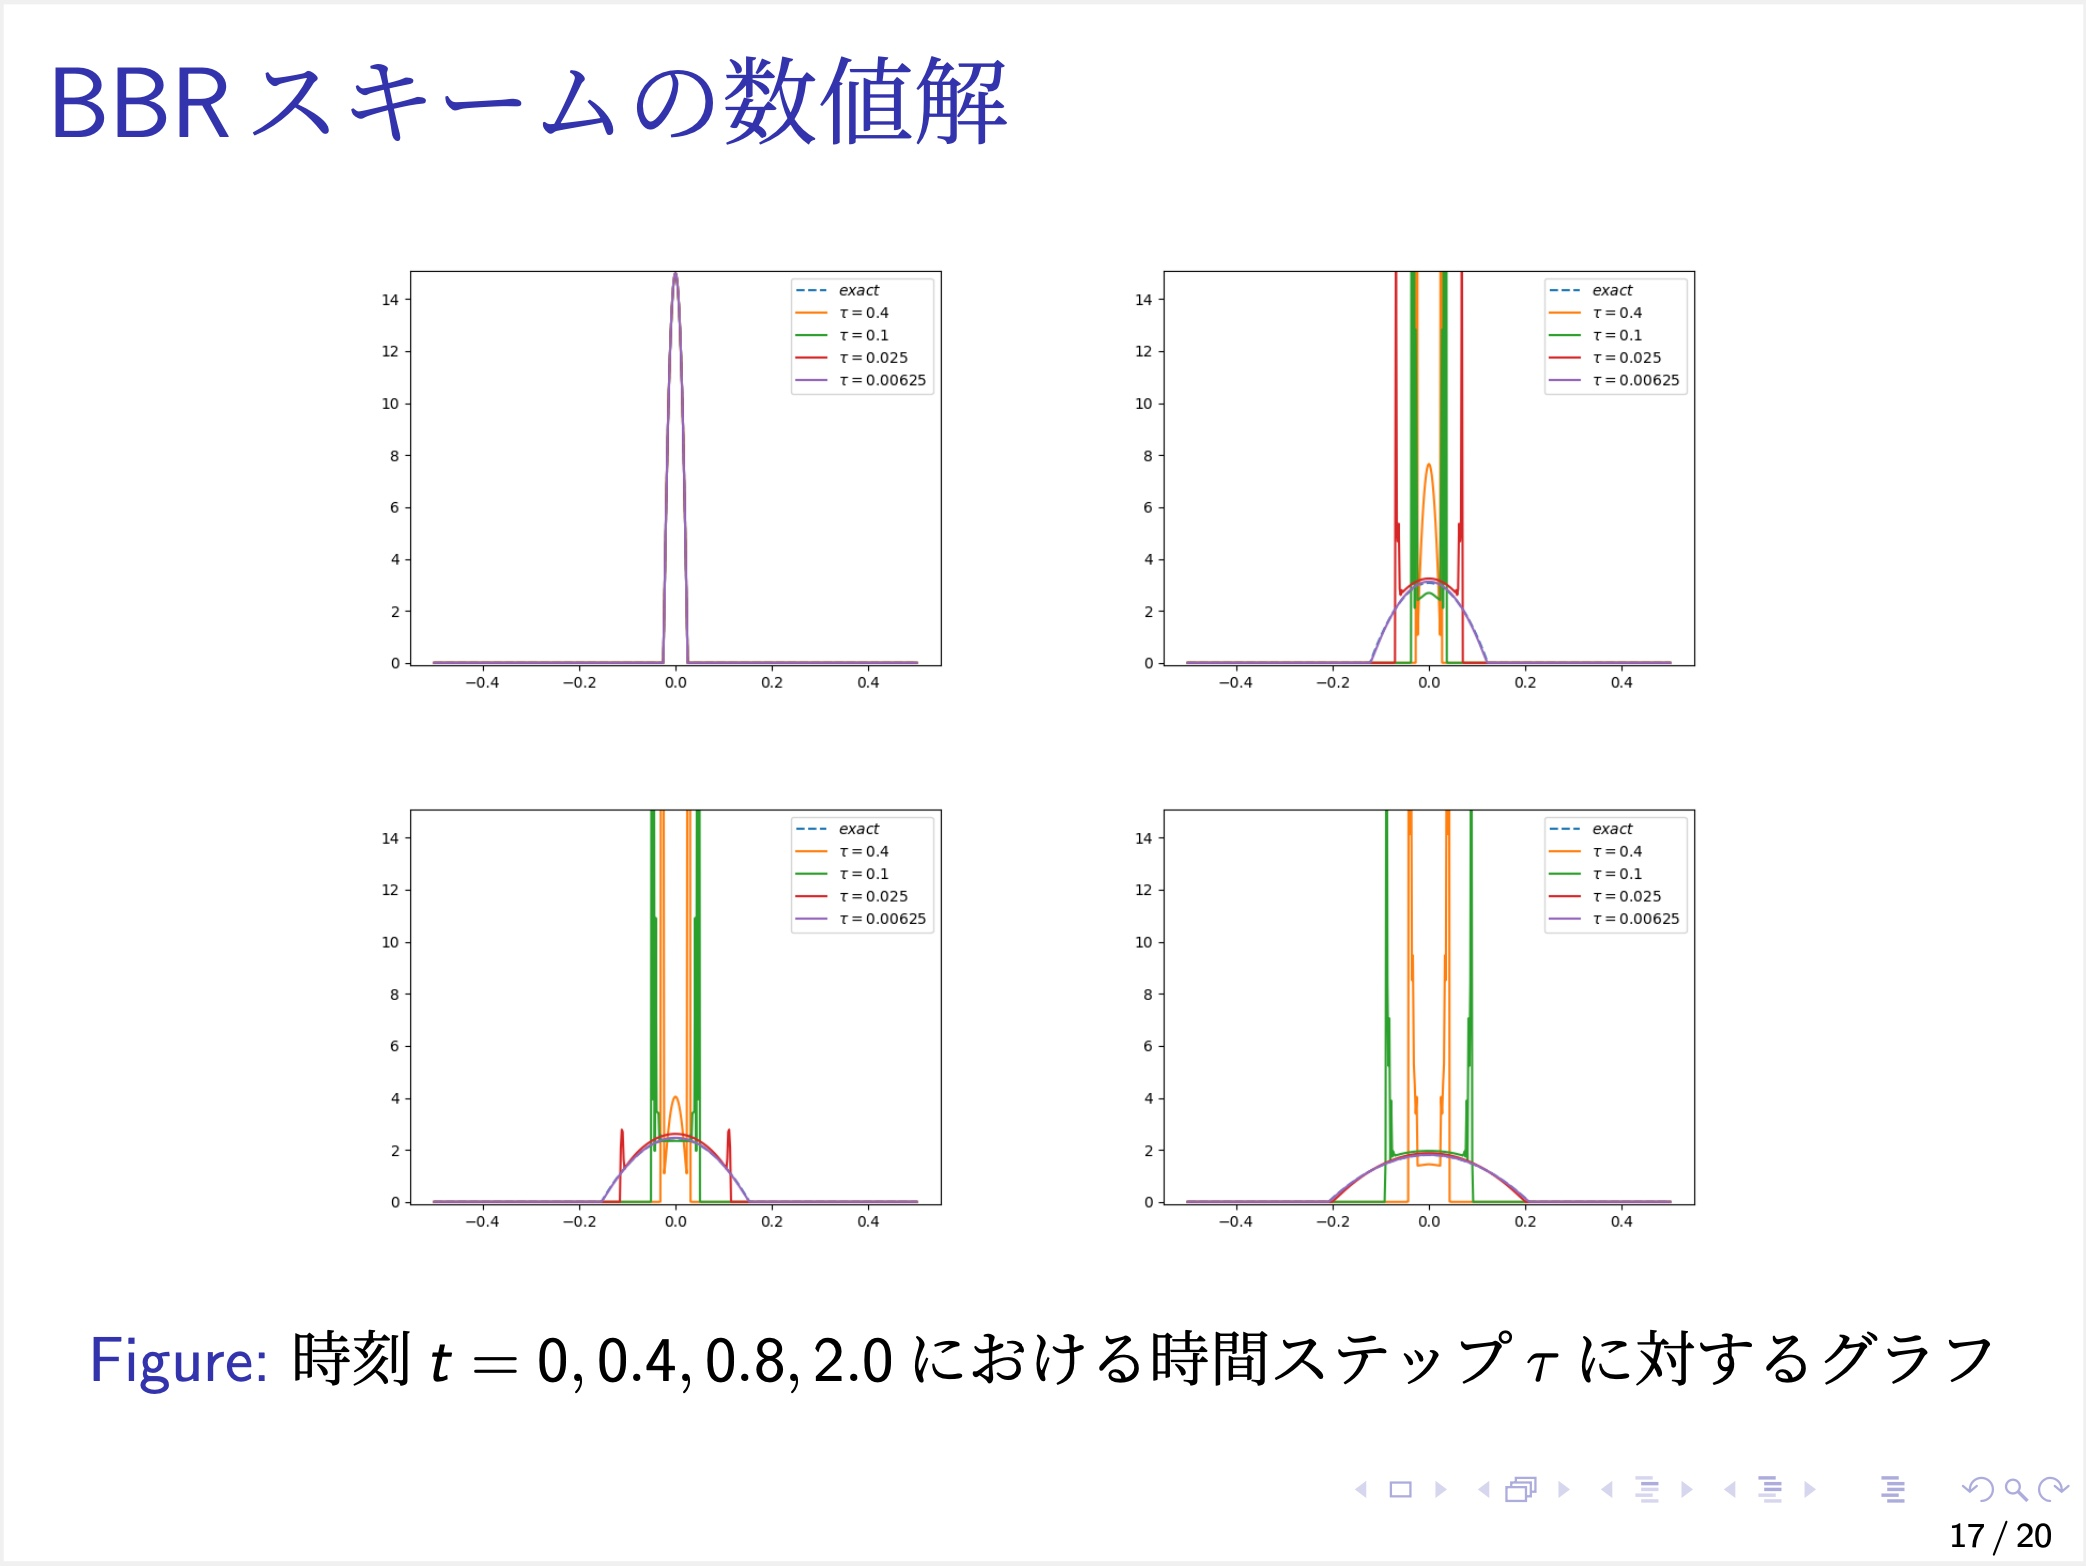 BBR スキームの数値解
14
12
10
8
6
4
2
0
−0.4 −0.2 0.0 0.2 0.4
exact
τ = 0.4
τ = 0.1
τ = 0.025
τ = 0.00625
14
12
10
8
6
4
2
0
−0.4 −0.2 0.0 0.2 0.4
exact
τ = 0.4
τ = 0.1
τ = 0.025
τ = 0.00625
14
12
10
8
6
4
2
0
−0.4 −0.2 0.0 0.2 0.4
exact
τ = 0.4
τ = 0.1
τ = 0.025
τ = 0.00625
14
12
10
8
6
4
2
0
−0.4 −0.2 0.0 0.2 0.4
exact
τ = 0.4
τ = 0.1
τ = 0.025
τ = 0.00625
Figure: 時刻 t = 0, 0.4, 0.8, 2.0 における時間ステップ τ に対するグラフ
17 / 20